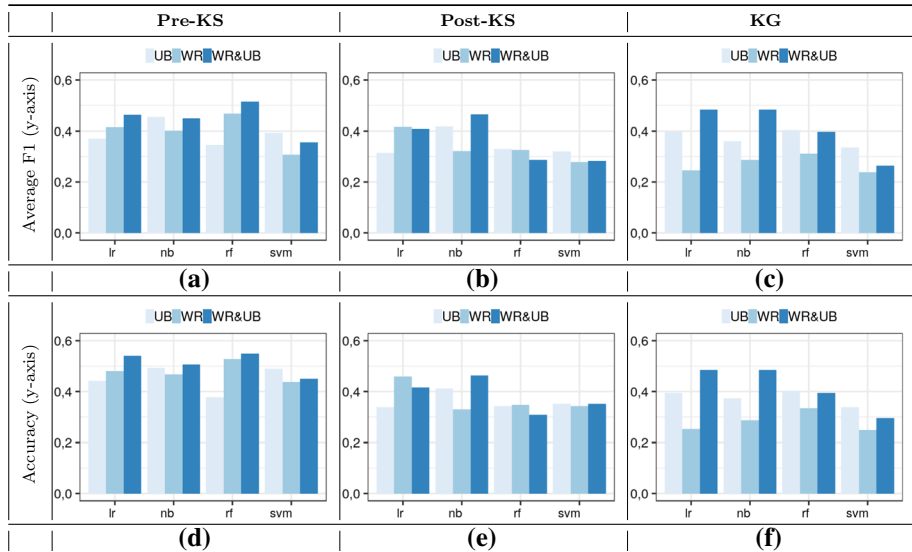 Pre-KS Post-KS KG
Average F1 (y-axis)
UB WR WR&UB
0,6
0,4
0,2
0,0
lr nb rf svm
(a)
UB WR WR&UB
0,6
0,4
0,2
0,0
lr nb rf svm
(b)
UB WR WR&UB
0,6
0,4
0,2
0,0
lr nb rf svm
(c)
Accuracy (y-axis)
UB WR WR&UB
0,6
0,4
0,2
0,0
lr nb rf svm
(d)
UB WR WR&UB
0,6
0,4
0,2
0,0
lr nb rf svm
(e)
UB WR WR&UB
0,6
0,4
0,2
0,0
lr nb rf svm
(f)